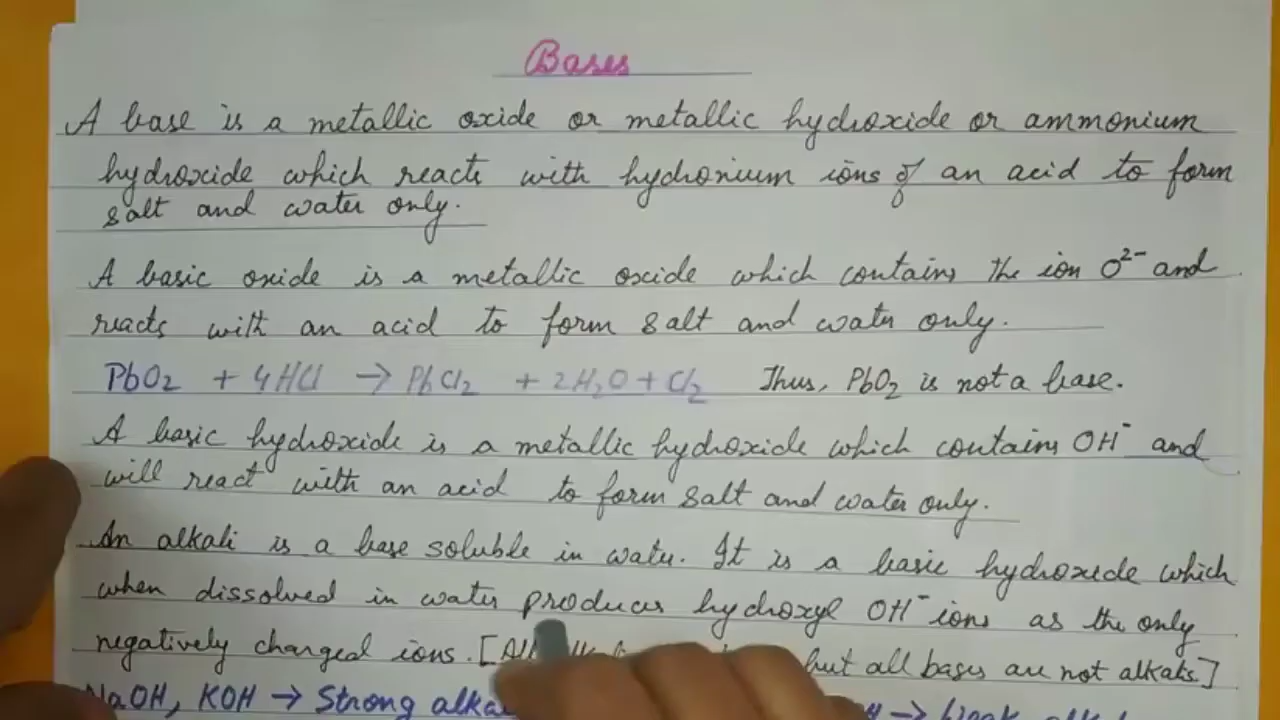 Bases
A base is a metallic oxide or metallic hydroxide or ammonium
hydroxide which reacts with hydronium ions of an acid to form
salt and water only.
A basic oxide is a metallic oxide which contains the ion O²⁻ and
reacts with an acid to form salt and water only.
PbO₂ + 4HCl → PbCl₂ + 2H₂O + Cl₂ Thus, PbO₂ is not a base.
A basic hydroxide is a metallic hydroxide which contains OH⁻ and
will react with an acid to form salt and water only.
An alkali is a base soluble in water. It is a basic hydroxide which
when dissolved in water produces hydroxyl OH⁻ ions as the only
negatively charged ions. [All but all bases are not alkalis.]
NaOH, KOH → Strong → Weak